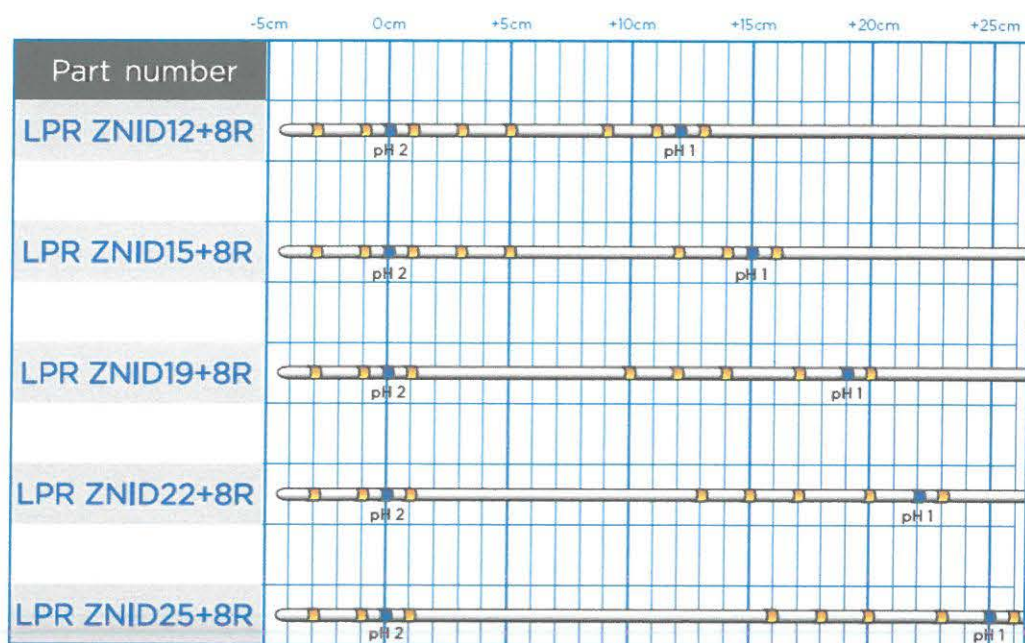 -5cm 0cm +5cm +10cm +15cm +20cm +25cm
Part number
LPR ZNID12+8R
pH 2 pH 1
LPR ZNID15+8R
pH 2 pH 1
LPR ZNID19+8R
pH 2 pH 1
LPR ZNID22+8R
pH 2 pH 1
LPR ZNID25+8R
pH 2 pH 1